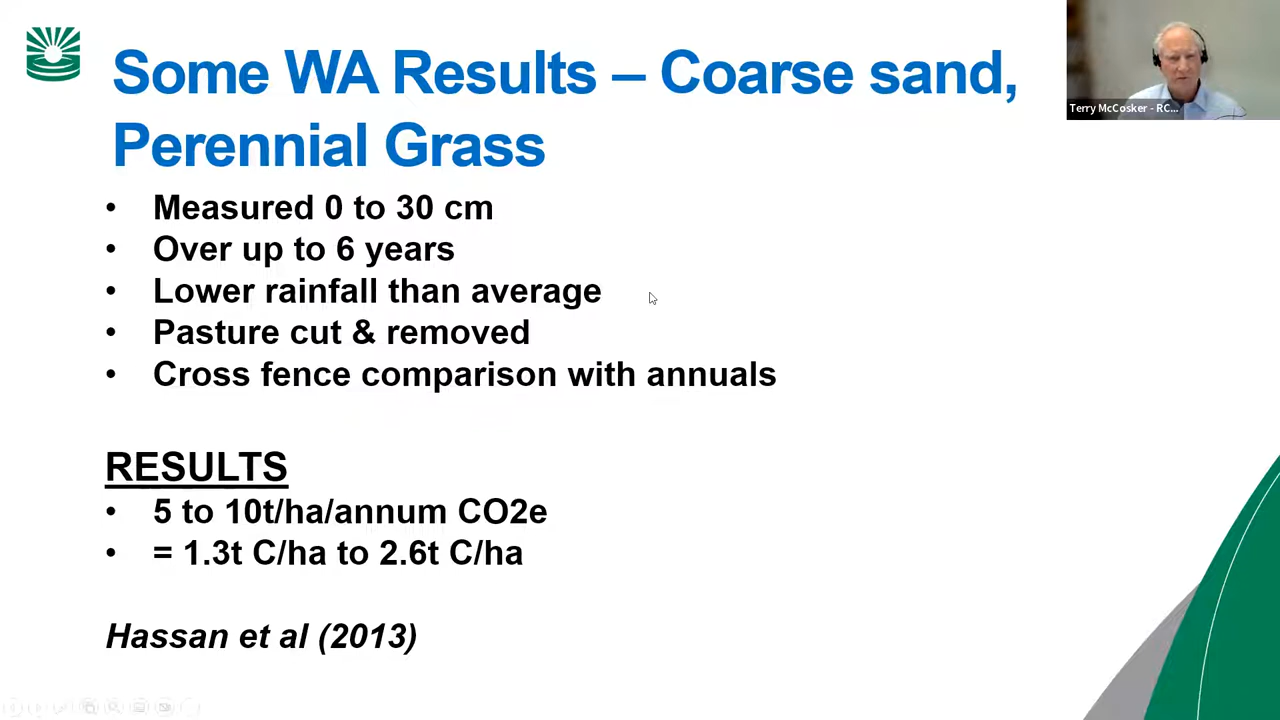 Some WA Results – Coarse sand,
Perennial Grass
Terry McCosker - RC...
• Measured 0 to 30 cm
• Over up to 6 years
• Lower rainfall than average
• Pasture cut & removed
• Cross fence comparison with annuals
RESULTS
• 5 to 10t/ha/annum CO2e
• = 1.3t C/ha to 2.6t C/ha
Hassan et al (2013)